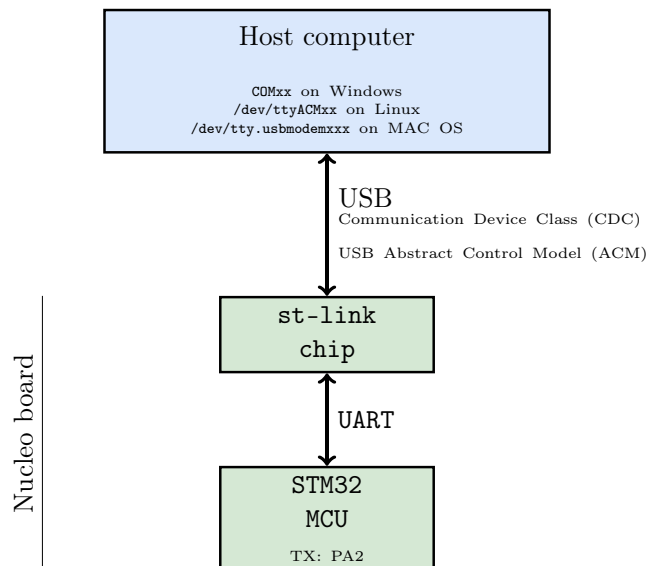 Host computer
COMxx on Windows
/dev/ttyACMxx on Linux
/dev/tty.usbmodemxxx on MAC OS
USB
Communication Device Class (CDC)
USB Abstract Control Model (ACM)
st-link
chip
UART
Nucleo board
STM32
MCU
TX: PA2